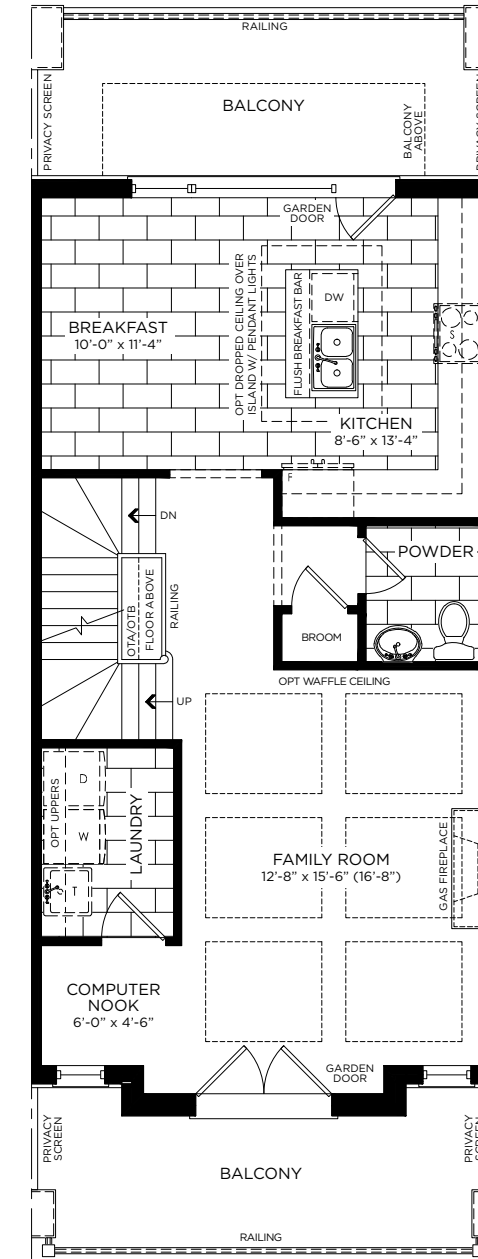 RAILING
PRIVACY SCREEN
BALCONY
BALCONY
ABOVE
PRIVACY SCREEN
GARDEN
DOOR
OPT DROPPED CEILING OVER
ISLAND W/ PENDANT LIGHTS
FLUSH BREAKFAST BAR
DW
S
BREAKFAST
10'-0" x 11'-4"
KITCHEN
8'-6" x 13'-4"
F
DN
OTA/OTB
FLOOR ABOVE
RAILING
UP
POWDER
BROOM
OPT WAFFLE CEILING
OPT UPPERS
D
W
T
LAUNDRY
FAMILY ROOM
12'-8" x 15'-6" (16'-8")
GAS FIREPLACE
COMPUTER
NOOK
6'-0" x 4'-6"
GARDEN
DOOR
PRIVACY
SCREEN
PRIVACY
SCREEN
BALCONY
RAILING